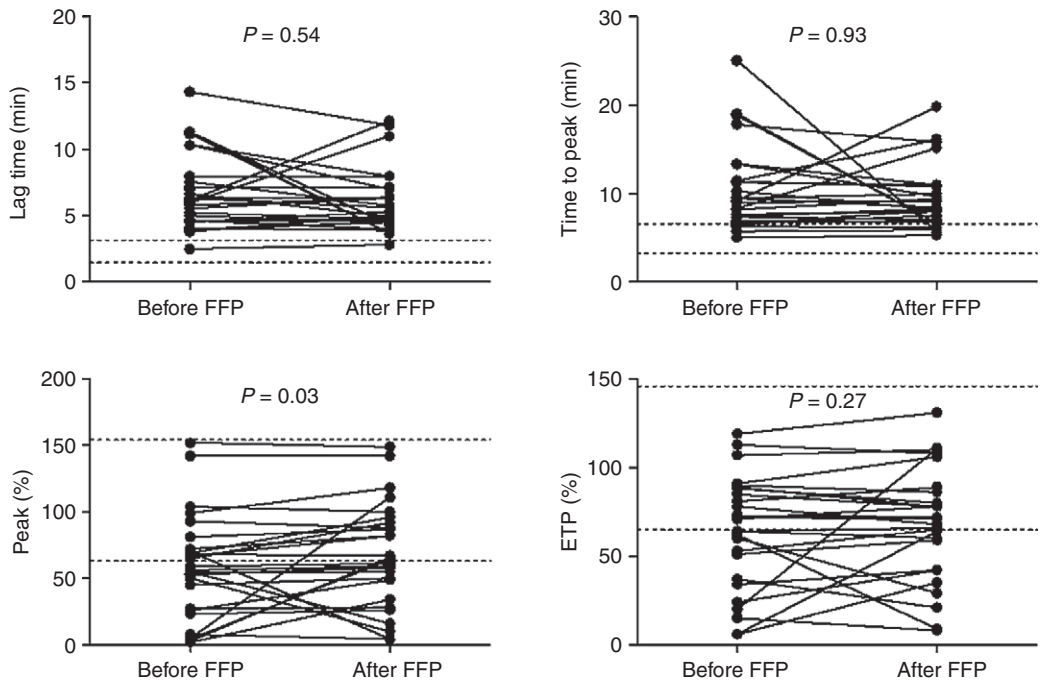 Lag time (min)
20
15
10
5
0
P = 0.54
Before FFP
After FFP
Time to peak (min)
30
20
10
0
P = 0.93
Before FFP
After FFP
Peak (%)
200
150
100
50
0
P = 0.03
Before FFP
After FFP
ETP (%)
150
100
50
0
P = 0.27
Before FFP
After FFP